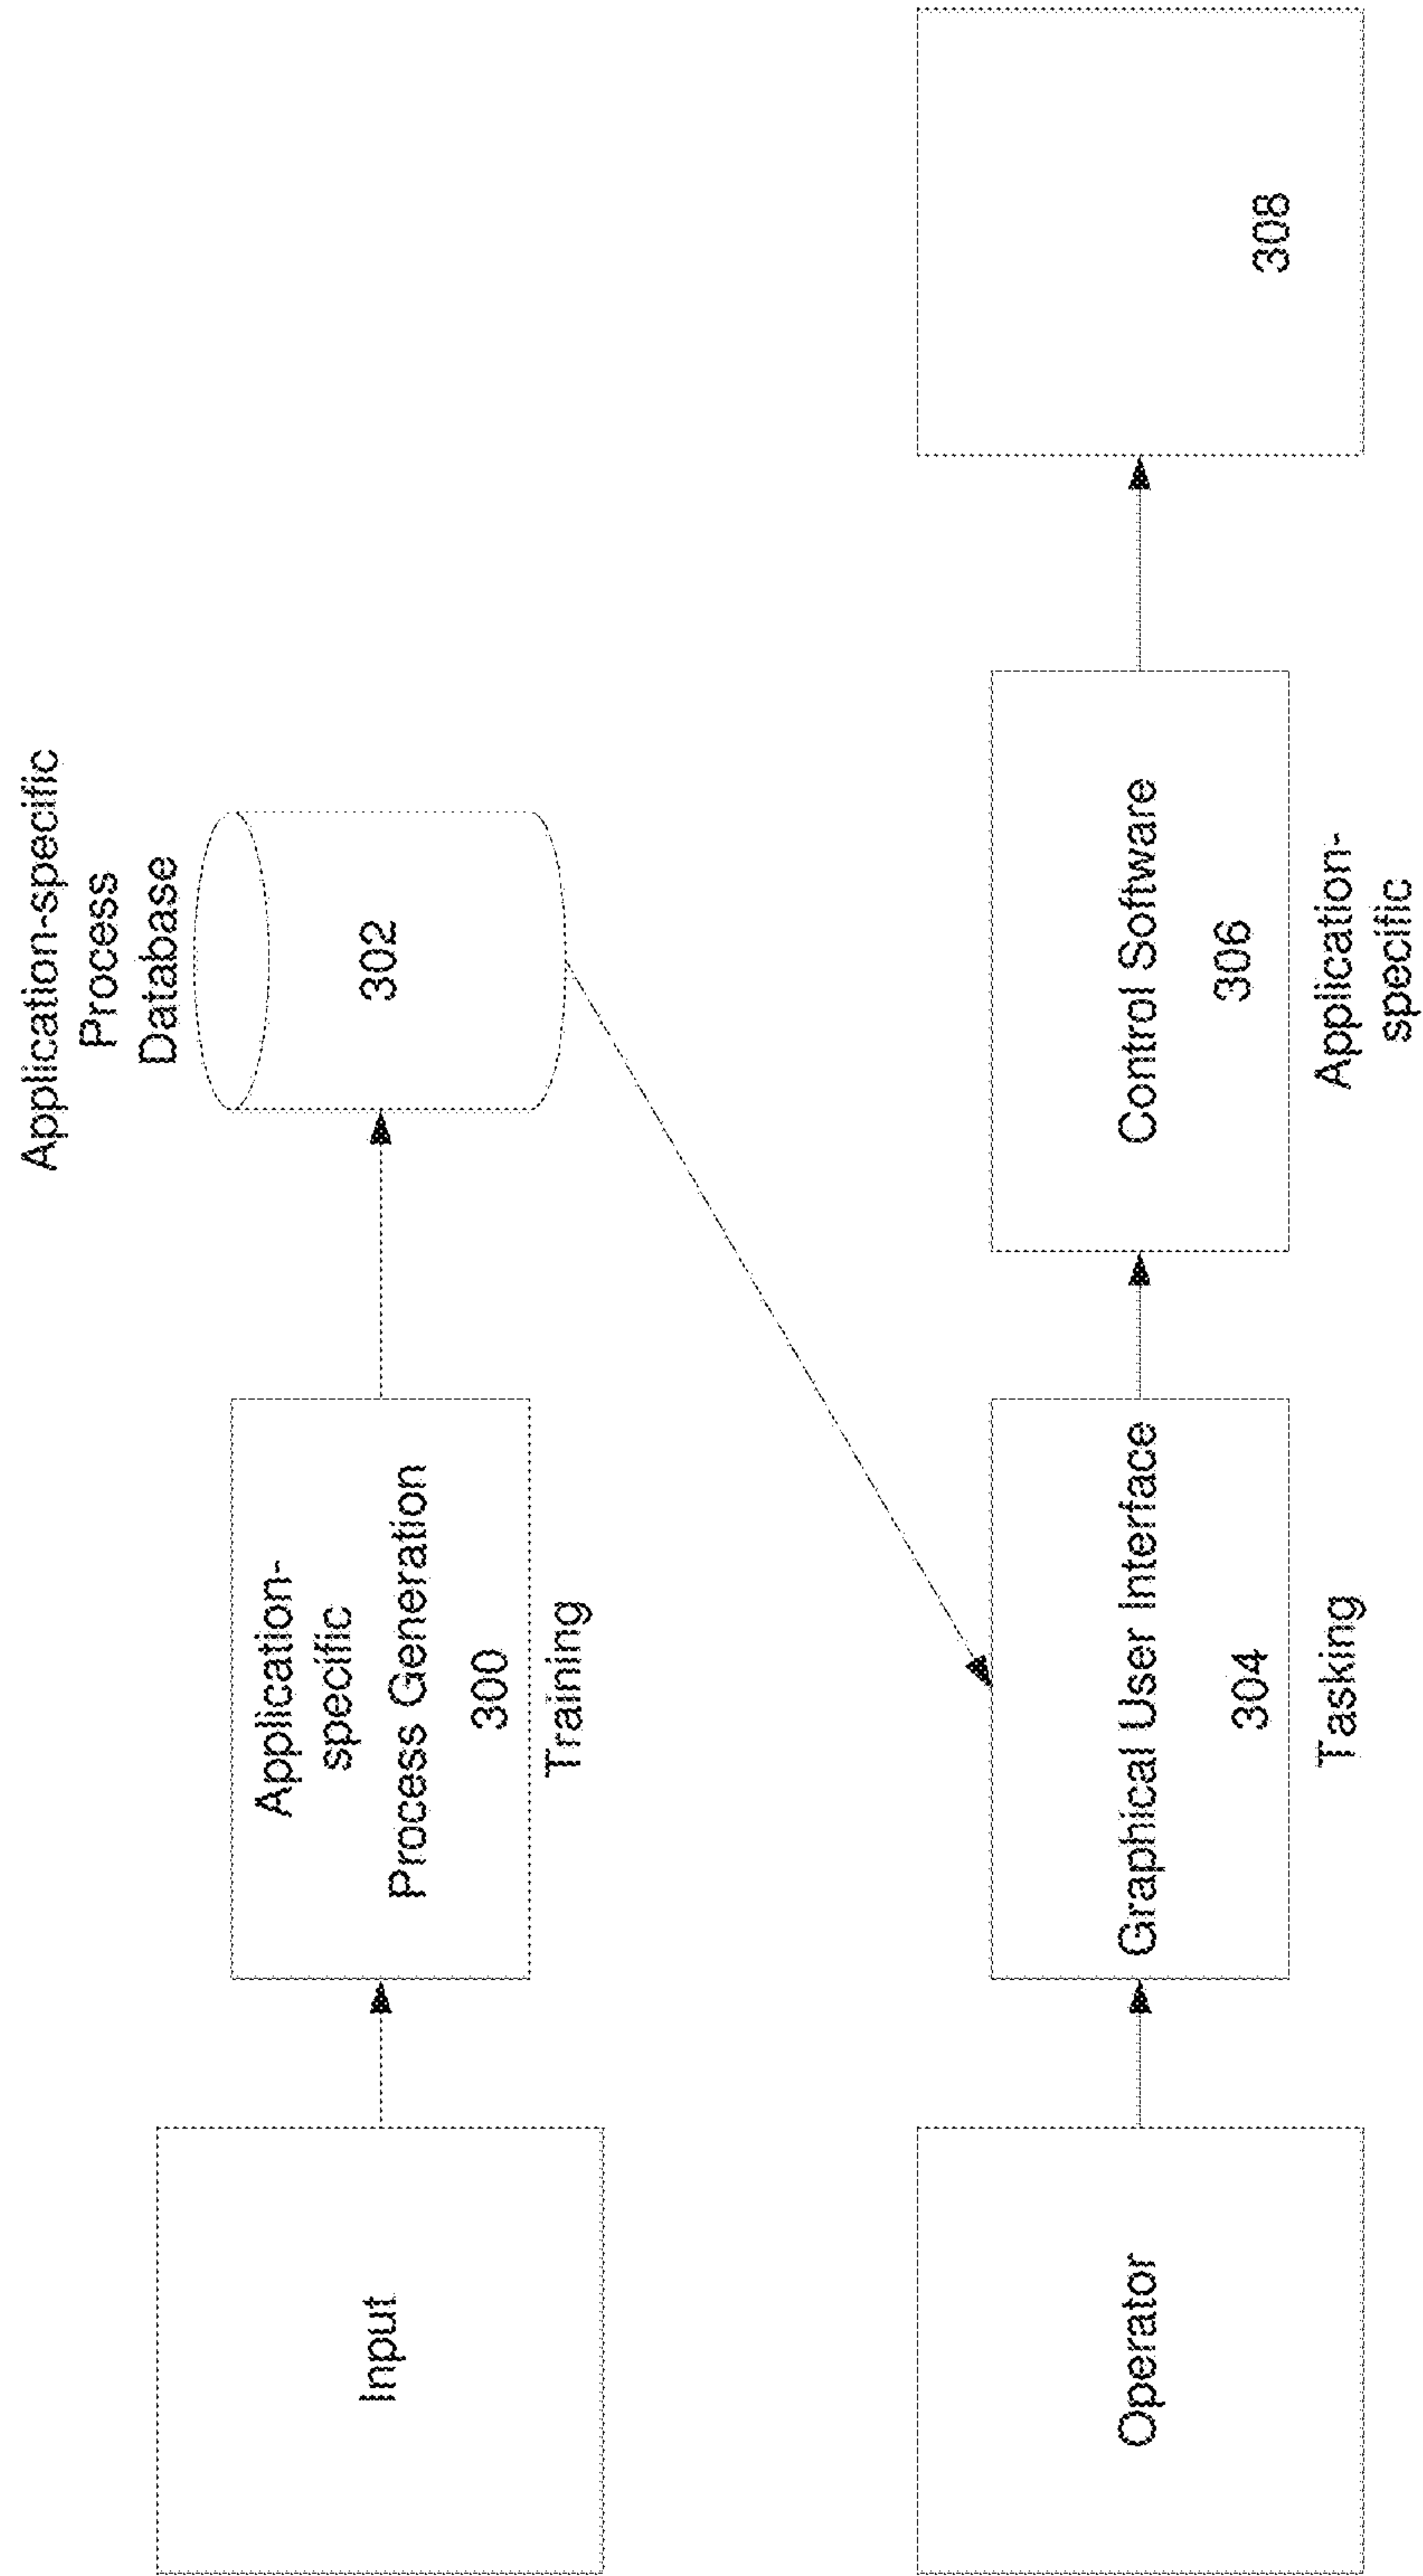 Application-specific
Process
Database
Input
Application-
specific
Process Generation
300
Training
302
Operator
Graphical User Interface
304
Tasking
Control Software
306
Application-
specific
308